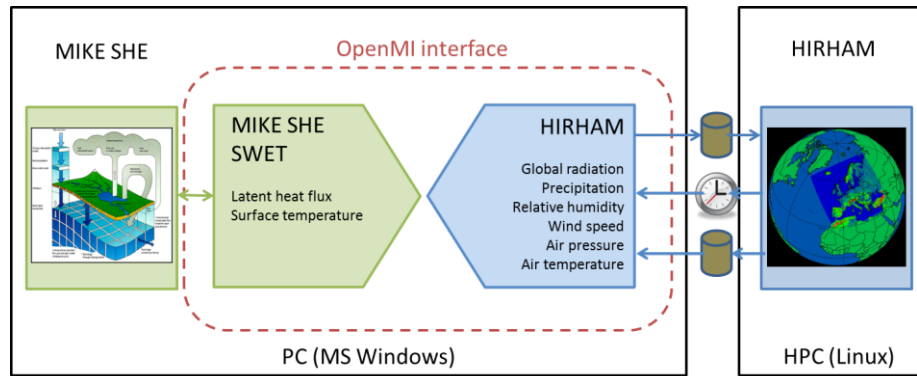 MIKE SHE
OpenMI interface
HIRHAM
MIKE SHE
SWET
Latent heat flux
Surface temperature
HIRHAM
Global radiation
Precipitation
Relative humidity
Wind speed
Air pressure
Air temperature
PC (MS Windows)
HPC (Linux)